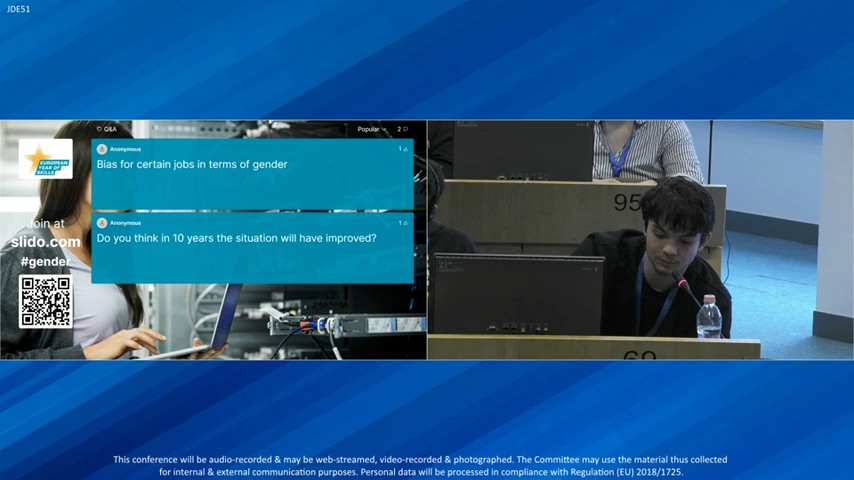 JDE51
Q&A
Popular
2
EUROPEAN
YEAR OF
SKILLS
Anonymous
1
Bias for certain jobs in terms of gender
Join at
slido.com
#gender
Anonymous
1
Do you think in 10 years the situation will have improved?
95
69
This conference will be audio-recorded & may be web-streamed, video-recorded & photographed. The Committee may use the material thus collected
for internal & external communication purposes. Personal data will be processed in compliance with Regulation (EU) 2018/1725.